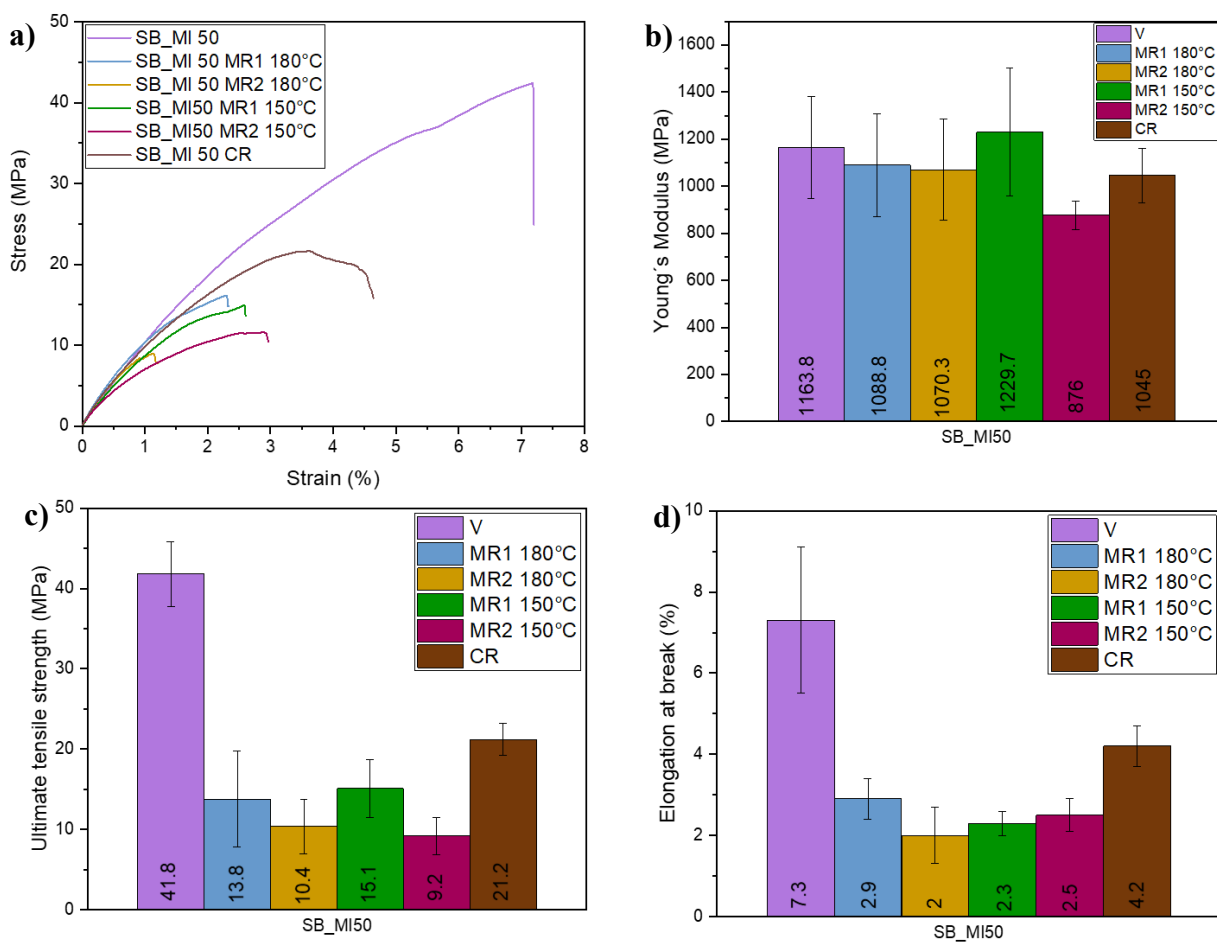 a)
50
40
30
20
10
0
Stress (MPa)
SB_MI 50
SB_MI 50 MR1 180°C
SB_MI 50 MR2 180°C
SB_MI50 MR1 150°C
SB_MI50 MR2 150°C
SB_MI 50 CR
0 1 2 3 4 5 6 7 8
Strain (%)
b)
1600
1400
1200
1000
800
600
400
200
0
Young´s Modulus (MPa)
V
MR1 180°C
MR2 180°C
MR1 150°C
MR2 150°C
CR
1163.8
1088.8
1070.3
1229.7
876
1045
SB_MI50
c)
50
40
30
20
10
0
Ultimate tensile strength (MPa)
V
MR1 180°C
MR2 180°C
MR1 150°C
MR2 150°C
CR
41.8
13.8
10.4
15.1
9.2
21.2
SB_MI50
d)
10
8
6
4
2
0
Elongation at break (%)
V
MR1 180°C
MR2 180°C
MR1 150°C
MR2 150°C
CR
7.3
2.9
2
2.3
2.5
4.2
SB_MI50